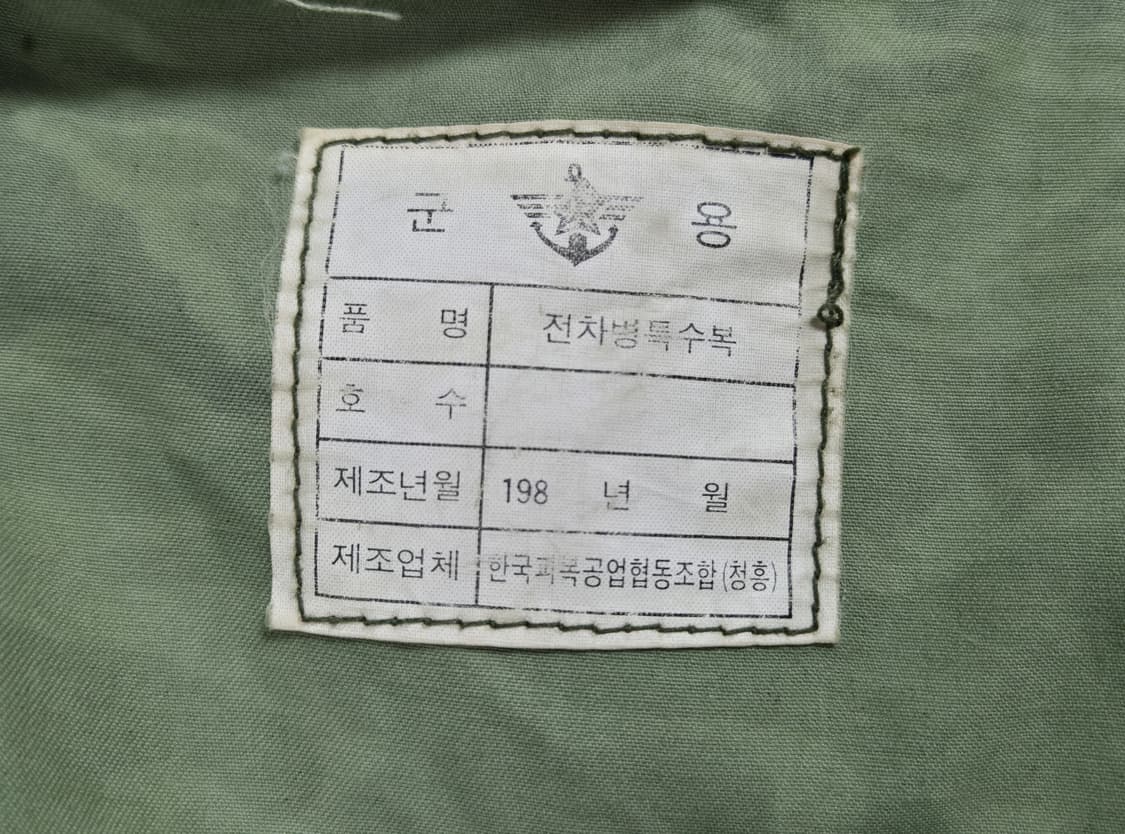 군 용
품 명 전차병특수복
호 수
제조년월 198 년 월
제조업체 한국피복공업협동조합(청흥)